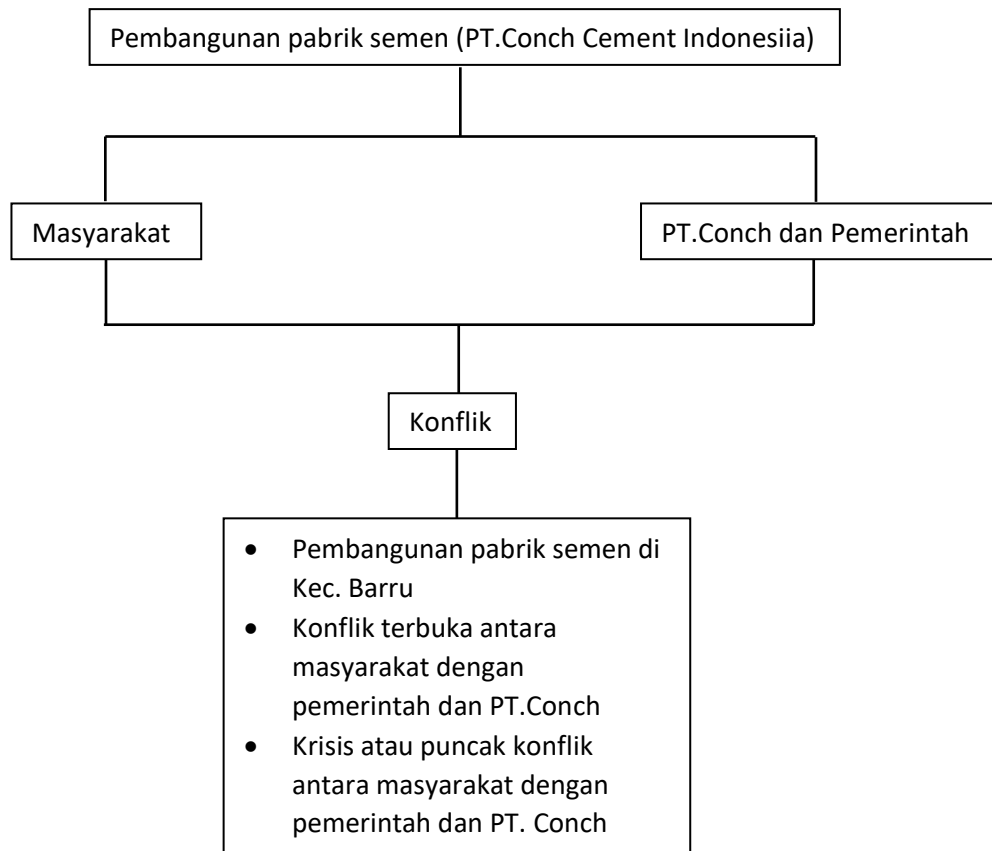 Pembangunan pabrik semen (PT.Conch Cement Indonesiia)
Masyarakat
PT.Conch dan Pemerintah
Konflik
• Pembangunan pabrik semen di
Kec. Barru
• Konflik terbuka antara
masyarakat dengan
pemerintah dan PT.Conch
• Krisis atau puncak konflik
antara masyarakat dengan
pemerintah dan PT. Conch